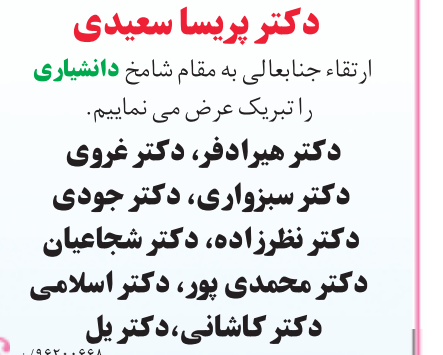 دکتر پریسا سعیدی
ارتقاء جنابعالی به مقام شامخ دانشیاری
را تبریک عرض می نماییم.
دکتر هیرادفر، دکتر غروی
دکتر سبزواری، دکتر جودی
دکتر نظرزاده، دکتر شجاعیان
دکتر محمدی پور، دکتر اسلامی
دکتر کاشانی،دکتر یل
/۹۶۲۰۰۶۶۸